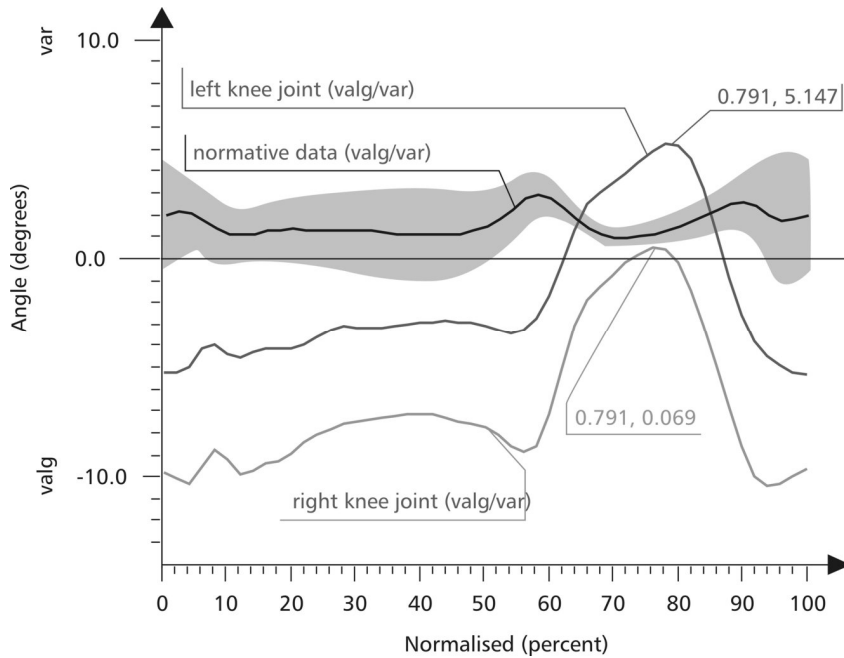 var
10.0
left knee joint (valg/var)
0.791, 5.147
normative data (valg/var)
Angle (degrees)
0.0
0.791, 0.069
valg
-10.0
right knee joint (valg/var)
0 10 20 30 40 50 60 70 80 90 100
Normalised (percent)